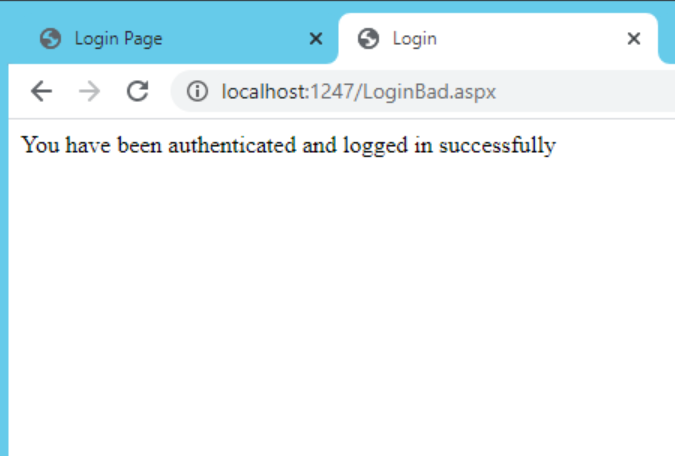 Login Page
Login
localhost:1247/LoginBad.aspx
You have been authenticated and logged in successfully